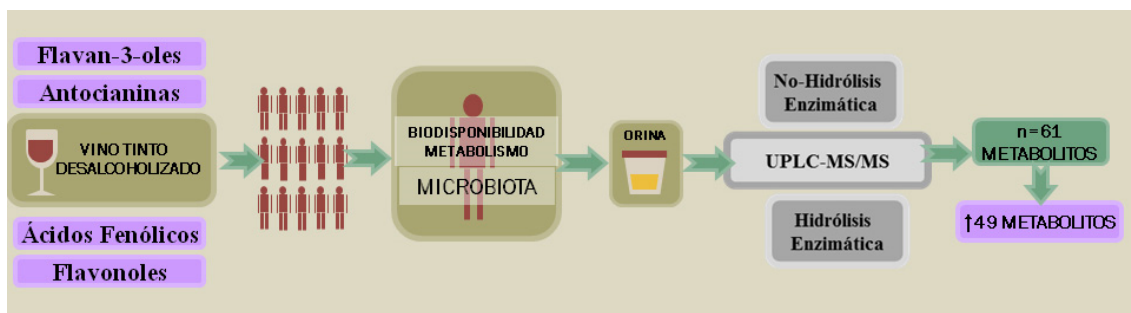 Flavan-3-oles
Antocianinas
VINO TINTO
DESALCOHOLIZADO
Ácidos Fenólicos
Flavonoles
BIODISPONIBILIDAD
METABOLISMO
MICROBIOTA
ORINA
No-Hidrólisis
Enzimática
UPLC-MS/MS
Hidrólisis
Enzimática
n=61
METABOLITOS
↑49 METABOLITOS